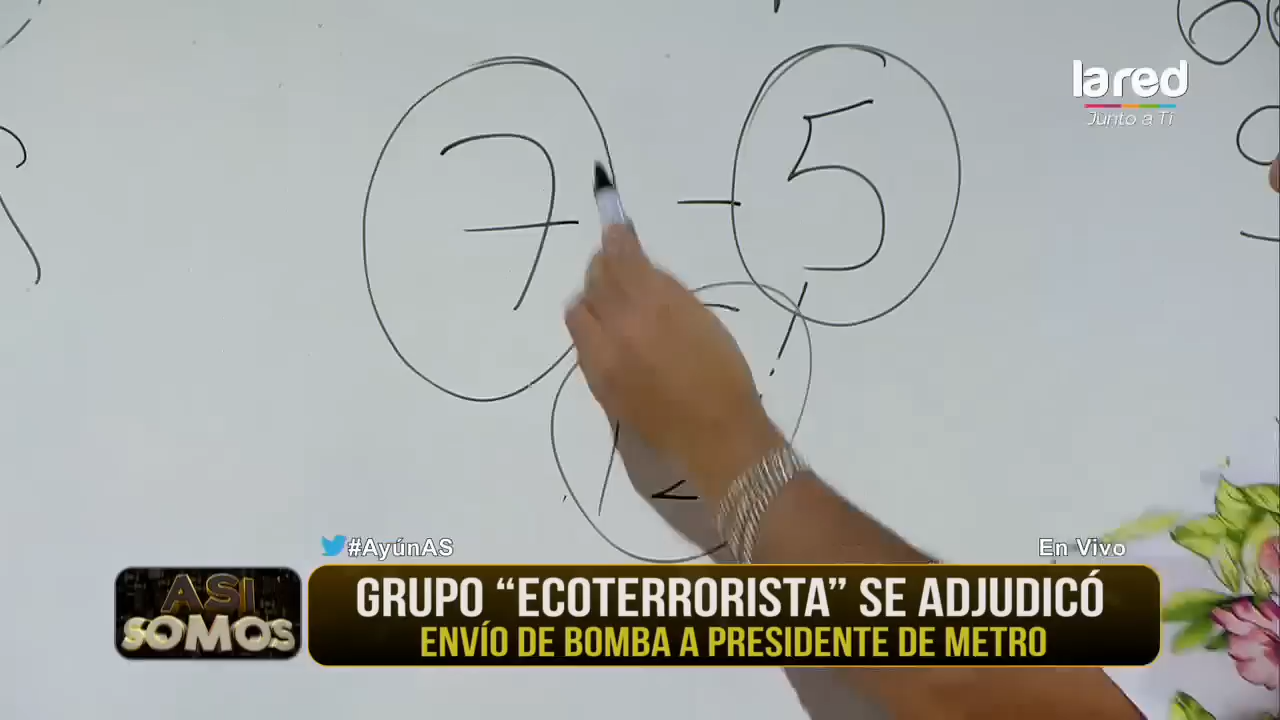 7 - 5
lared
Junto a Ti
#AyúnAS
En Vivo
ASI
SOMOS
GRUPO “ECOTERRORISTA” SE ADJUDICÓ
ENVÍO DE BOMBA A PRESIDENTE DE METRO